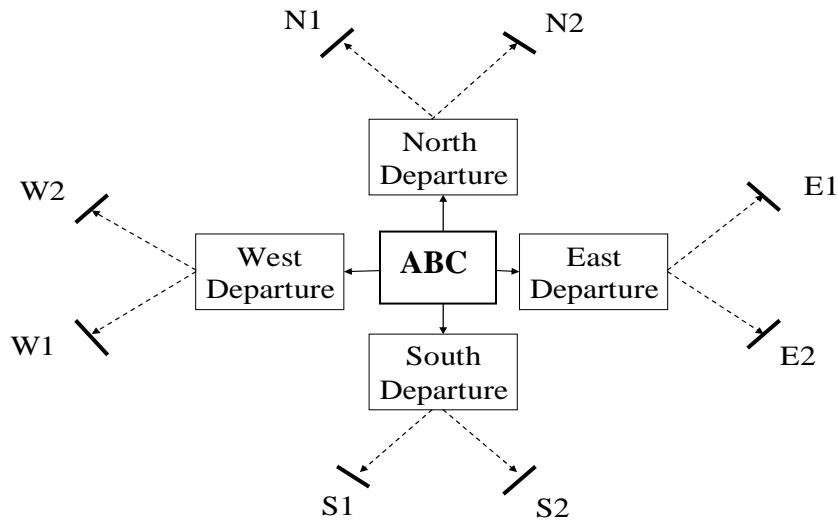 N1
N2
North
Departure
W2
E1
West
Departure
ABC
East
Departure
W1
E2
South
Departure
S1
S2